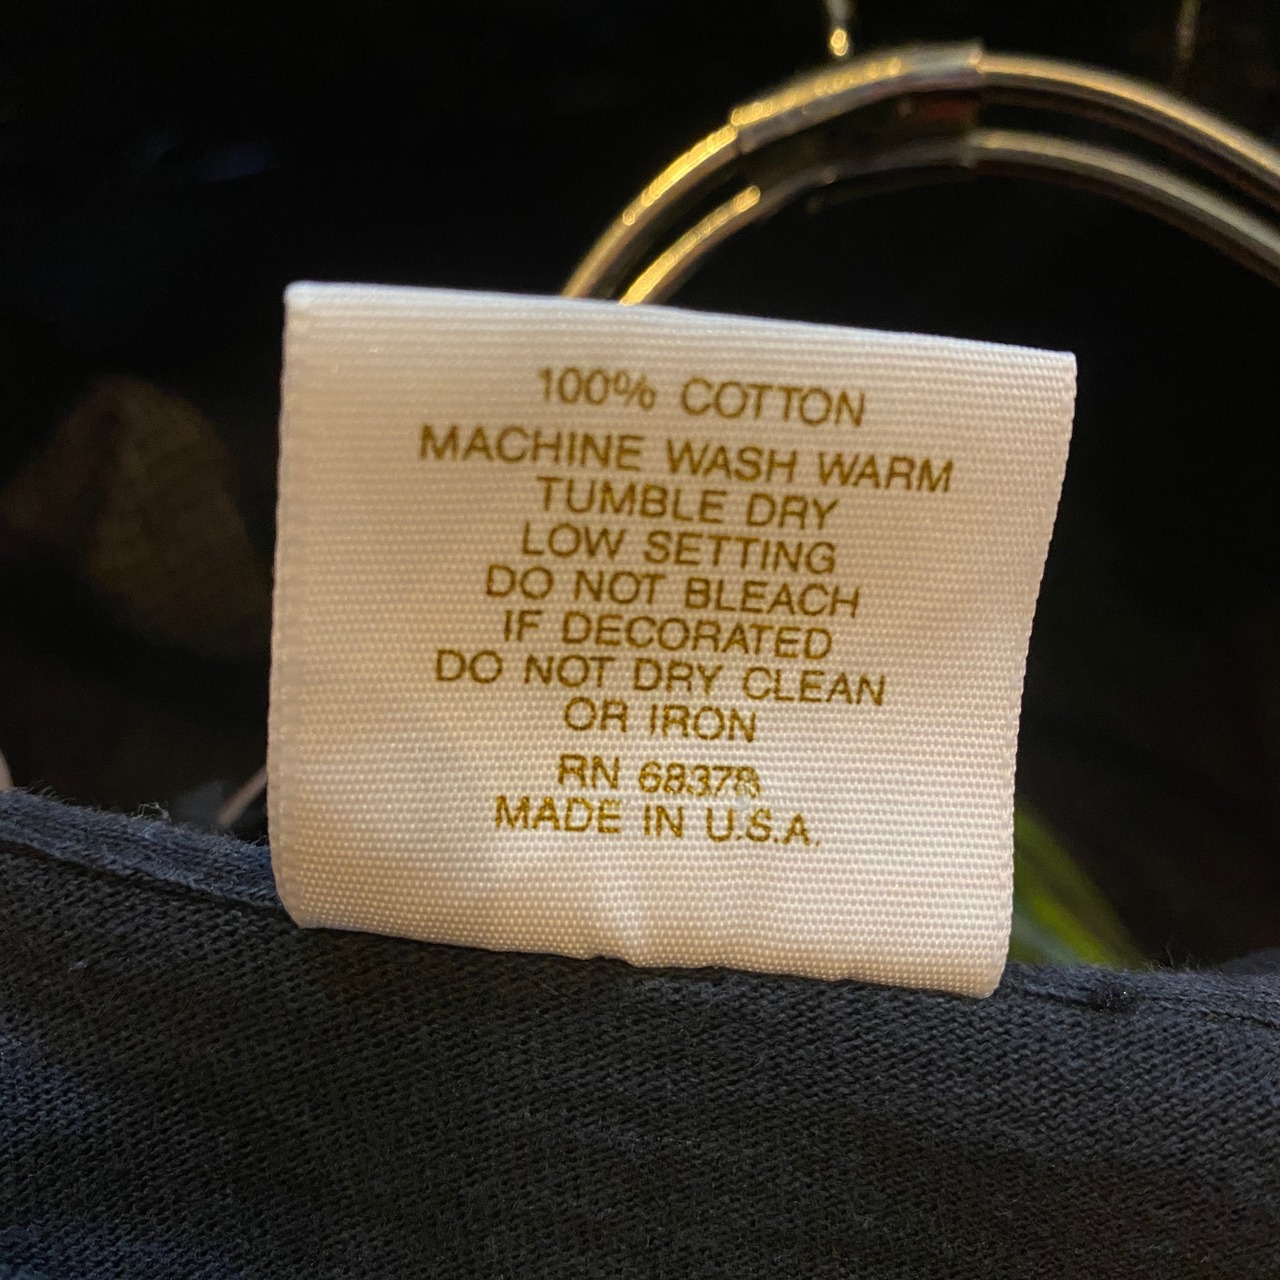 100% COTTON
MACHINE WASH WARM
TUMBLE DRY
LOW SETTING
DO NOT BLEACH
IF DECORATED
DO NOT DRY CLEAN
OR IRON
RN 68378
MADE IN U.S.A.